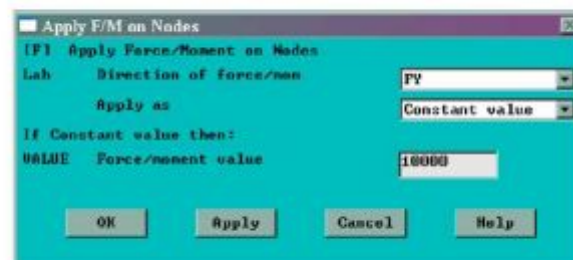 Apply F/M on Nodes
[F] Apply Force/Moment on Nodes
Lab Direction of force/mom FY
Apply as Constant value
If Constant value then:
VALUE Force/moment value 10000
OK Apply Cancel Help